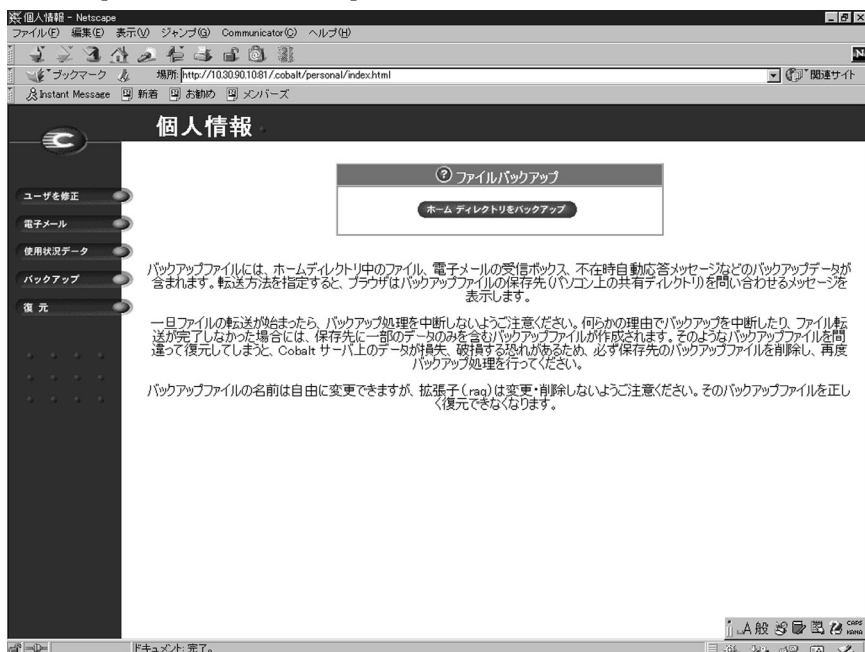 個人情報 - Netscape
ファイル(F) 編集(E) 表示(V) ジャンプ(G) Communicator(C) ヘルプ(H)
ブックマーク 場所: http://10.30.90.10:81/.cobalt/personal/index.html 関連サイト
Instant Message 新着 お勧め メンバーズ
個人情報
ユーザを修正
電子メール
使用状況データ
バックアップ
復元
ファイルバックアップ
ホーム ディレクトリをバックアップ
バックアップファイルには、ホームディレクトリ中のファイル、電子メールの受信ボックス、不在時自動応答メッセージなどのバックアップデータが
含まれます。転送方法を指定すると、ブラウザはバックアップファイルの保存先(パソコン上の共有ディレクトリ)を問い合わせるメッセージを
表示します。
一旦ファイルの転送が始まったら、バックアップ処理を中断しないようご注意ください。何らかの理由でバックアップを中断したり、ファイル転
送が完了しなかった場合には、保存先に一部のデータのみを含むバックアップファイルが作成されます。そのようなバックアップファイルを間
違って復元してしまうと、Cobalt サーバ上のデータが損失、破損する恐れがあるため、必ず保存先のバックアップファイルを削除し、再度
バックアップ処理を行ってください。
バックアップファイルの名前は自由に変更できますが、拡張子(raq)は変更・削除しないようご注意ください。そのバックアップファイルを正し
く復元できなくなります。
A般 CAPS
KANA
ドキュメント: 完了。